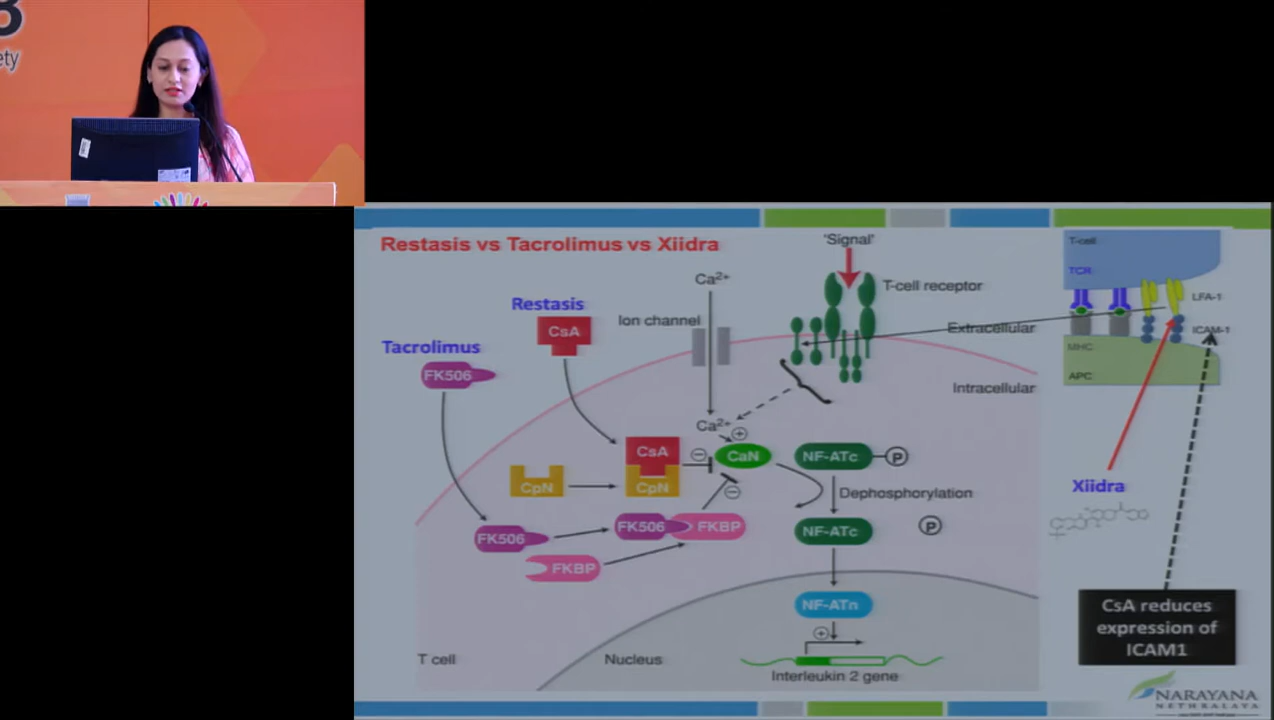 ety
Restasis vs Tacrolimus vs Xiidra
'Signal'
T-cell
Ca²⁺
TCR
T-cell receptor
Restasis
LFA-1
Ion channel
CsA
Extracellular
ICAM-1
Tacrolimus
MHC
FK506
APC
Intracellular
Ca²⁺
CsA
CaN
NF-ATc
P
CpN
CpN
Dephosphorylation
Xiidra
FK506
FKBP
FK506
NF-ATc
P
FKBP
NF-ATn
CsA reduces
expression of
ICAM1
T cell
Nucleus
Interleukin 2 gene
NARAYANA
NETHRALAYA